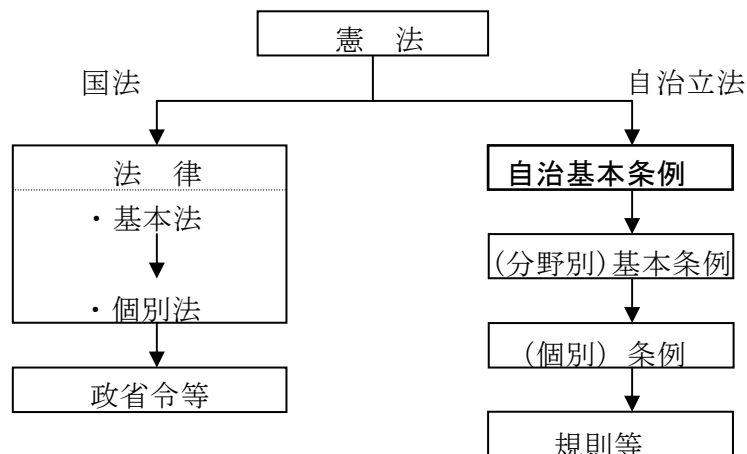 憲　法
国法
自治立法
法　律
・基本法
・個別法
政省令等
自治基本条例
(分野別)基本条例
(個別) 条例
規則等